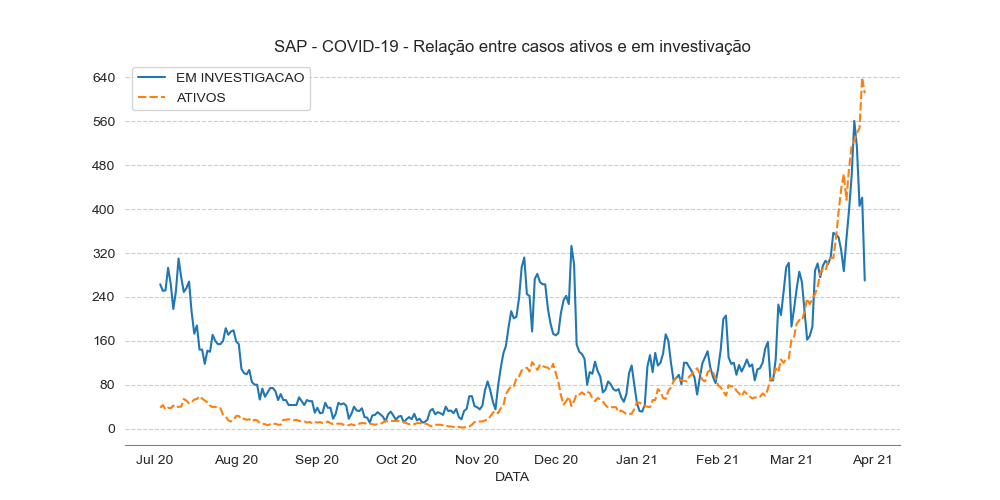 SAP - COVID-19 - Relação entre casos ativos e em investivação
EM INVESTIGACAO
ATIVOS
640
560
480
400
320
240
160
80
0
Jul 20 Aug 20 Sep 20 Oct 20 Nov 20 Dec 20 Jan 21 Feb 21 Mar 21 Apr 21
DATA